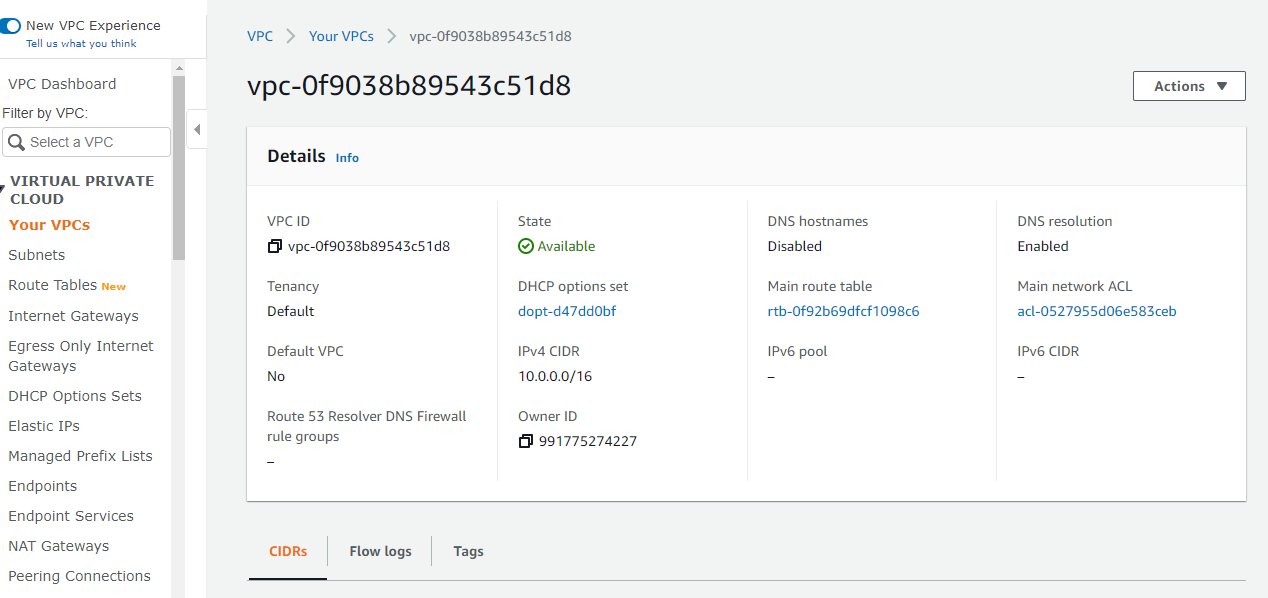 New VPC Experience
Tell us what you think
VPC Dashboard
Filter by VPC:
Select a VPC
VIRTUAL PRIVATE
CLOUD
Your VPCs
Subnets
Route Tables New
Internet Gateways
Egress Only Internet
Gateways
DHCP Options Sets
Elastic IPs
Managed Prefix Lists
Endpoints
Endpoint Services
NAT Gateways
Peering Connections
VPC Your VPCs vpc-0f9038b89543c51d8
vpc-0f9038b89543c51d8
Actions
Details Info
VPC ID
vpc-0f9038b89543c51d8
State
Available
DNS hostnames
Disabled
DNS resolution
Enabled
Tenancy
Default
DHCP options set
dopt-d47dd0bf
Main route table
rtb-0f92b69dfcf1098c6
Main network ACL
acl-0527955d06e583ceb
Default VPC
No
IPv4 CIDR
10.0.0.0/16
IPv6 pool
–
IPv6 CIDR
–
Route 53 Resolver DNS Firewall
rule groups
–
Owner ID
991775274227
CIDRs
Flow logs
Tags